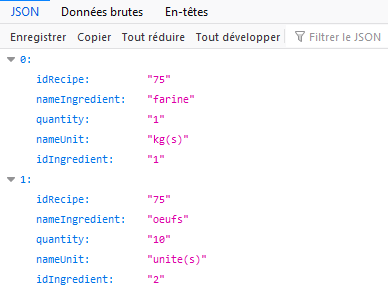 JSON Données brutes En-têtes
Enregistrer Copier Tout réduire Tout développer Filtrer le JSON
0:
idRecipe: "75"
nameIngredient: "farine"
quantity: "1"
nameUnit: "kg(s)"
idIngredient: "1"
1:
idRecipe: "75"
nameIngredient: "oeufs"
quantity: "10"
nameUnit: "unite(s)"
idIngredient: "2"